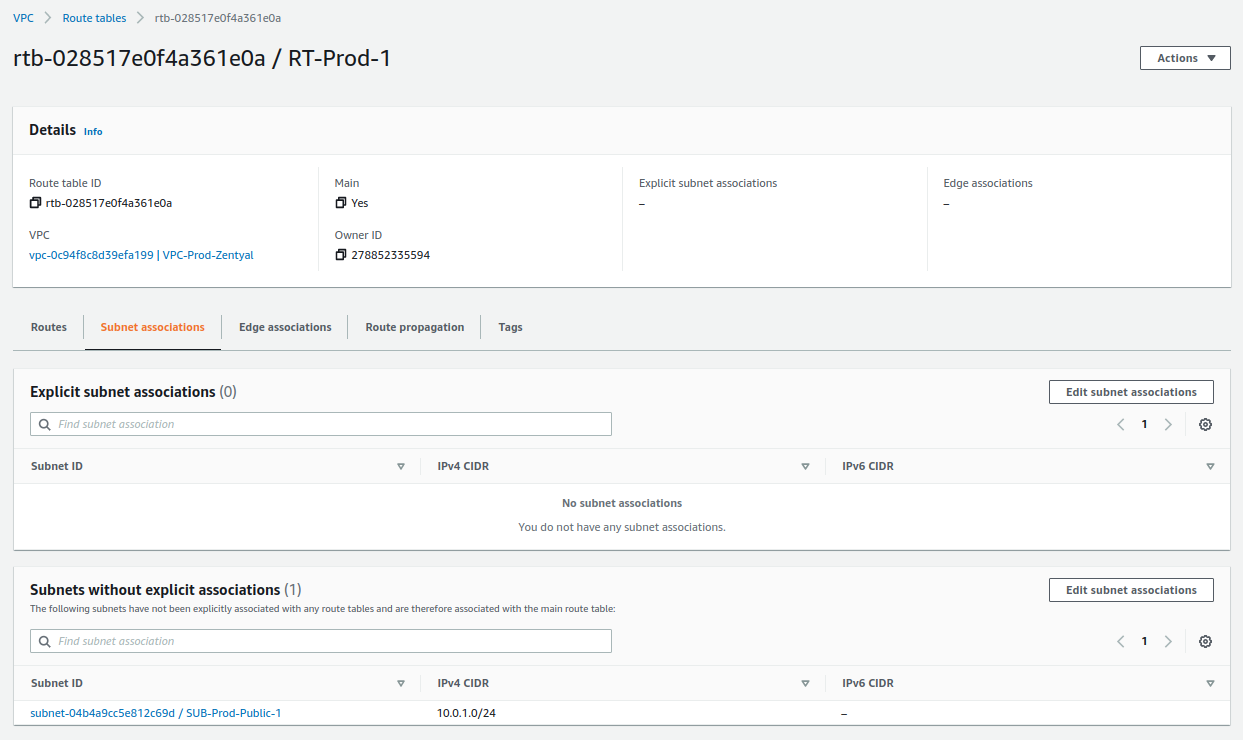 VPC > Route tables > rtb-028517e0f4a361e0a
rtb-028517e0f4a361e0a / RT-Prod-1
Actions
Details Info
Route table ID
rtb-028517e0f4a361e0a
Main
Yes
Explicit subnet associations
–
Edge associations
–
VPC
vpc-0c94f8c8d39efa199 | VPC-Prod-Zentyal
Owner ID
278852335594
Routes
Subnet associations
Edge associations
Route propagation
Tags
Explicit subnet associations (0)
Edit subnet associations
Find subnet association
1
Subnet ID
IPv4 CIDR
IPv6 CIDR
No subnet associations
You do not have any subnet associations.
Subnets without explicit associations (1)
Edit subnet associations
The following subnets have not been explicitly associated with any route tables and are therefore associated with the main route table:
Find subnet association
1
Subnet ID
IPv4 CIDR
IPv6 CIDR
subnet-04b4a9cc5e812c69d / SUB-Prod-Public-1
10.0.1.0/24
–